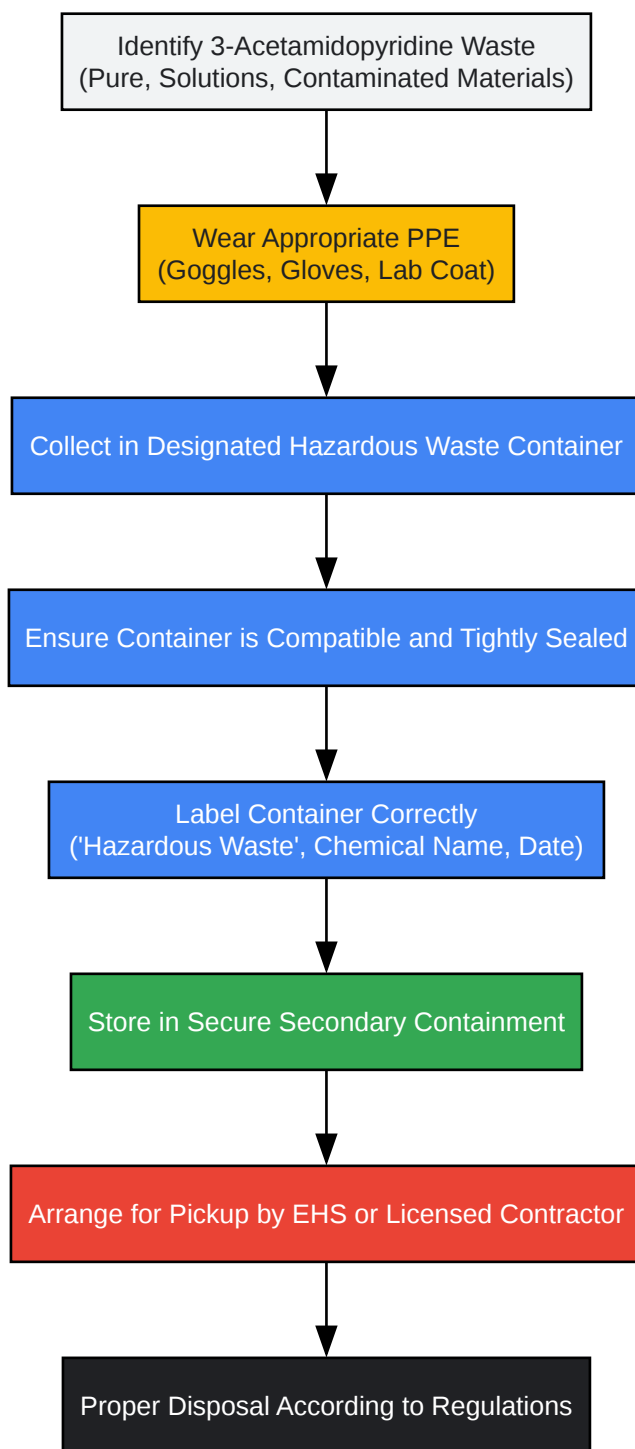 Identify 3-Acetamidopyridine Waste
(Pure, Solutions, Contaminated Materials)
Wear Appropriate PPE
(Goggles, Gloves, Lab Coat)
Collect in Designated Hazardous Waste Container
Ensure Container is Compatible and Tightly Sealed
Label Container Correctly
('Hazardous Waste', Chemical Name, Date)
Store in Secure Secondary Containment
Arrange for Pickup by EHS or Licensed Contractor
Proper Disposal According to Regulations